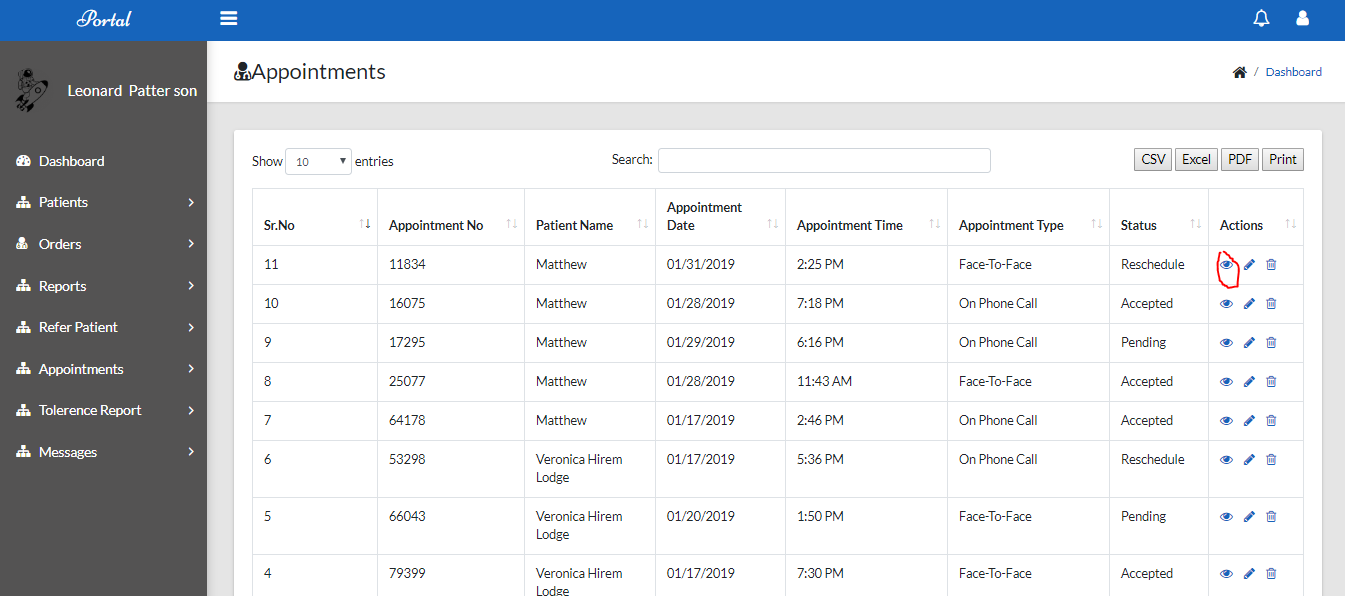 Portal
Appointments
/ Dashboard
Leonard Patter son
Dashboard
Patients
Orders
Reports
Refer Patient
Appointments
Tolerence Report
Messages
Show 10 entries Search: CSV Excel PDF Print
Sr.No Appointment No Patient Name Appointment Date Appointment Time Appointment Type Status Actions
11 11834 Matthew 01/31/2019 2:25 PM Face-To-Face Reschedule
10 16075 Matthew 01/28/2019 7:18 PM On Phone Call Accepted
9 17295 Matthew 01/29/2019 6:16 PM On Phone Call Pending
8 25077 Matthew 01/28/2019 11:43 AM Face-To-Face Accepted
7 64178 Matthew 01/17/2019 2:46 PM On Phone Call Accepted
6 53298 Veronica Hirem Lodge 01/17/2019 5:36 PM On Phone Call Reschedule
5 66043 Veronica Hirem Lodge 01/20/2019 1:50 PM Face-To-Face Pending
4 79399 Veronica Hirem Lodge 01/17/2019 7:30 PM Face-To-Face Accepted